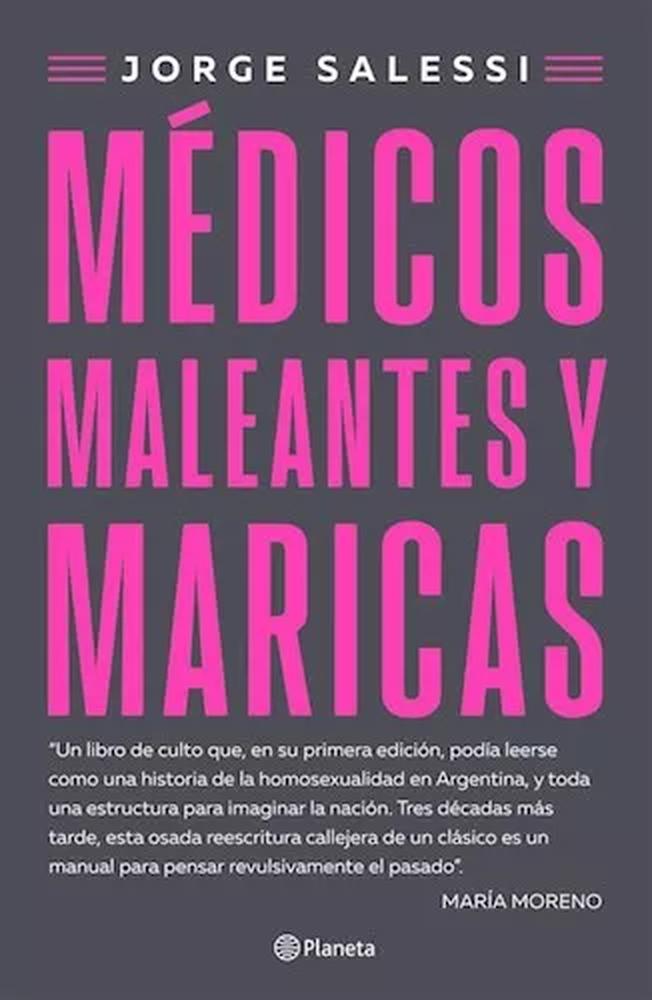 JORGE SALESSI
MÉDICOS
MALEANTES Y
MARICAS
“Un libro de culto que, en su primera edición, podía leerse
como una historia de la homosexualidad en Argentina, y toda
una estructura para imaginar la nación. Tres décadas más
tarde, esta osada reescritura callejera de un clásico es un
manual para pensar revulsivamente el pasado”.
MARÍA MORENO
Planeta